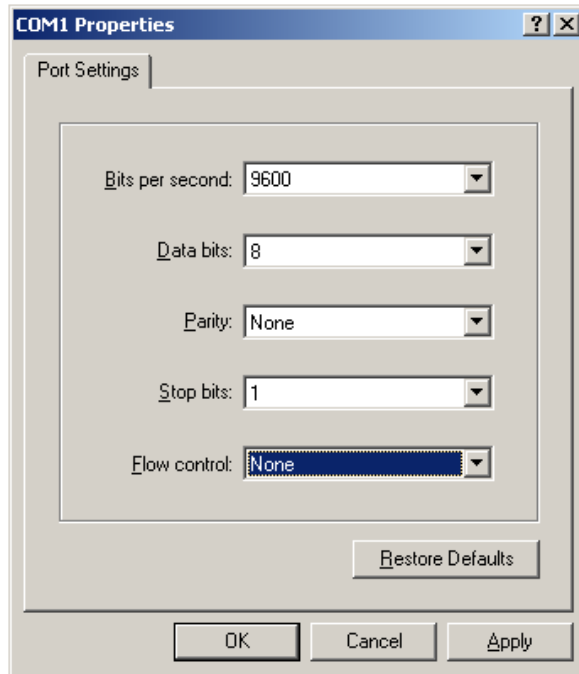 COM1 Properties
Port Settings
Bits per second: 9600
Data bits: 8
Parity: None
Stop bits: 1
Flow control: None
Restore Defaults
OK Cancel Apply